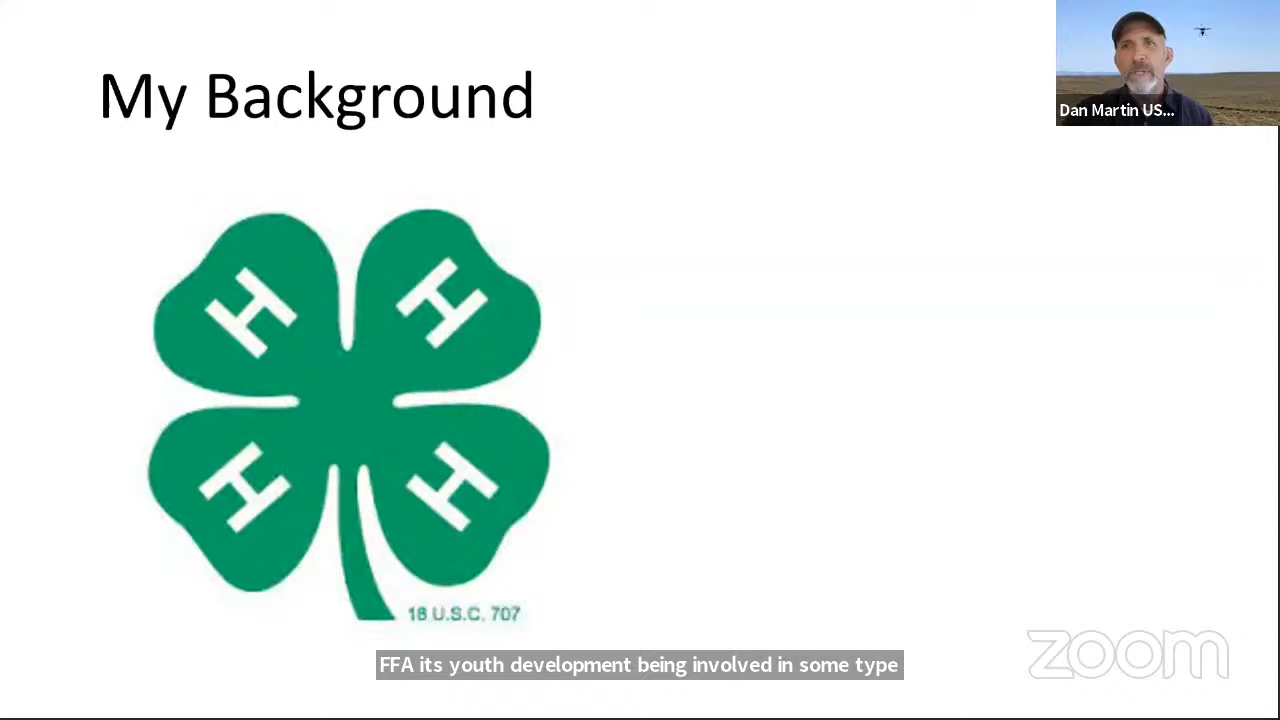 My Background
Dan Martin US...
H H
H H
18 U.S.C. 707
FFA its youth development being involved in some type
zoom